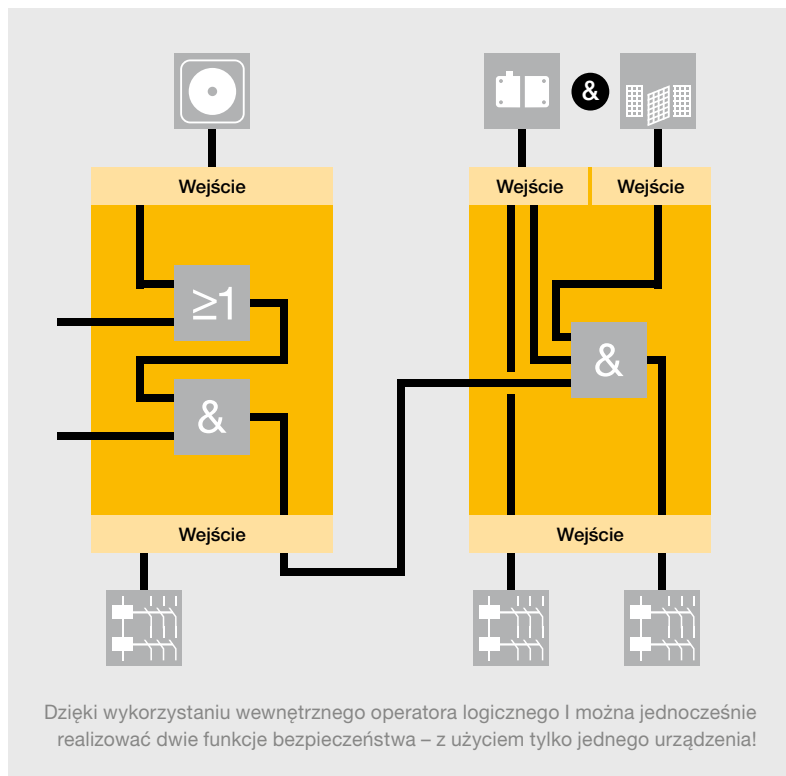 &
Wejście
Wejście Wejście
≥1
&
&
Wejście
Wejście
Dzięki wykorzystaniu wewnętrznego operatora logicznego I można jednocześnie
realizować dwie funkcje bezpieczeństwa – z użyciem tylko jednego urządzenia!